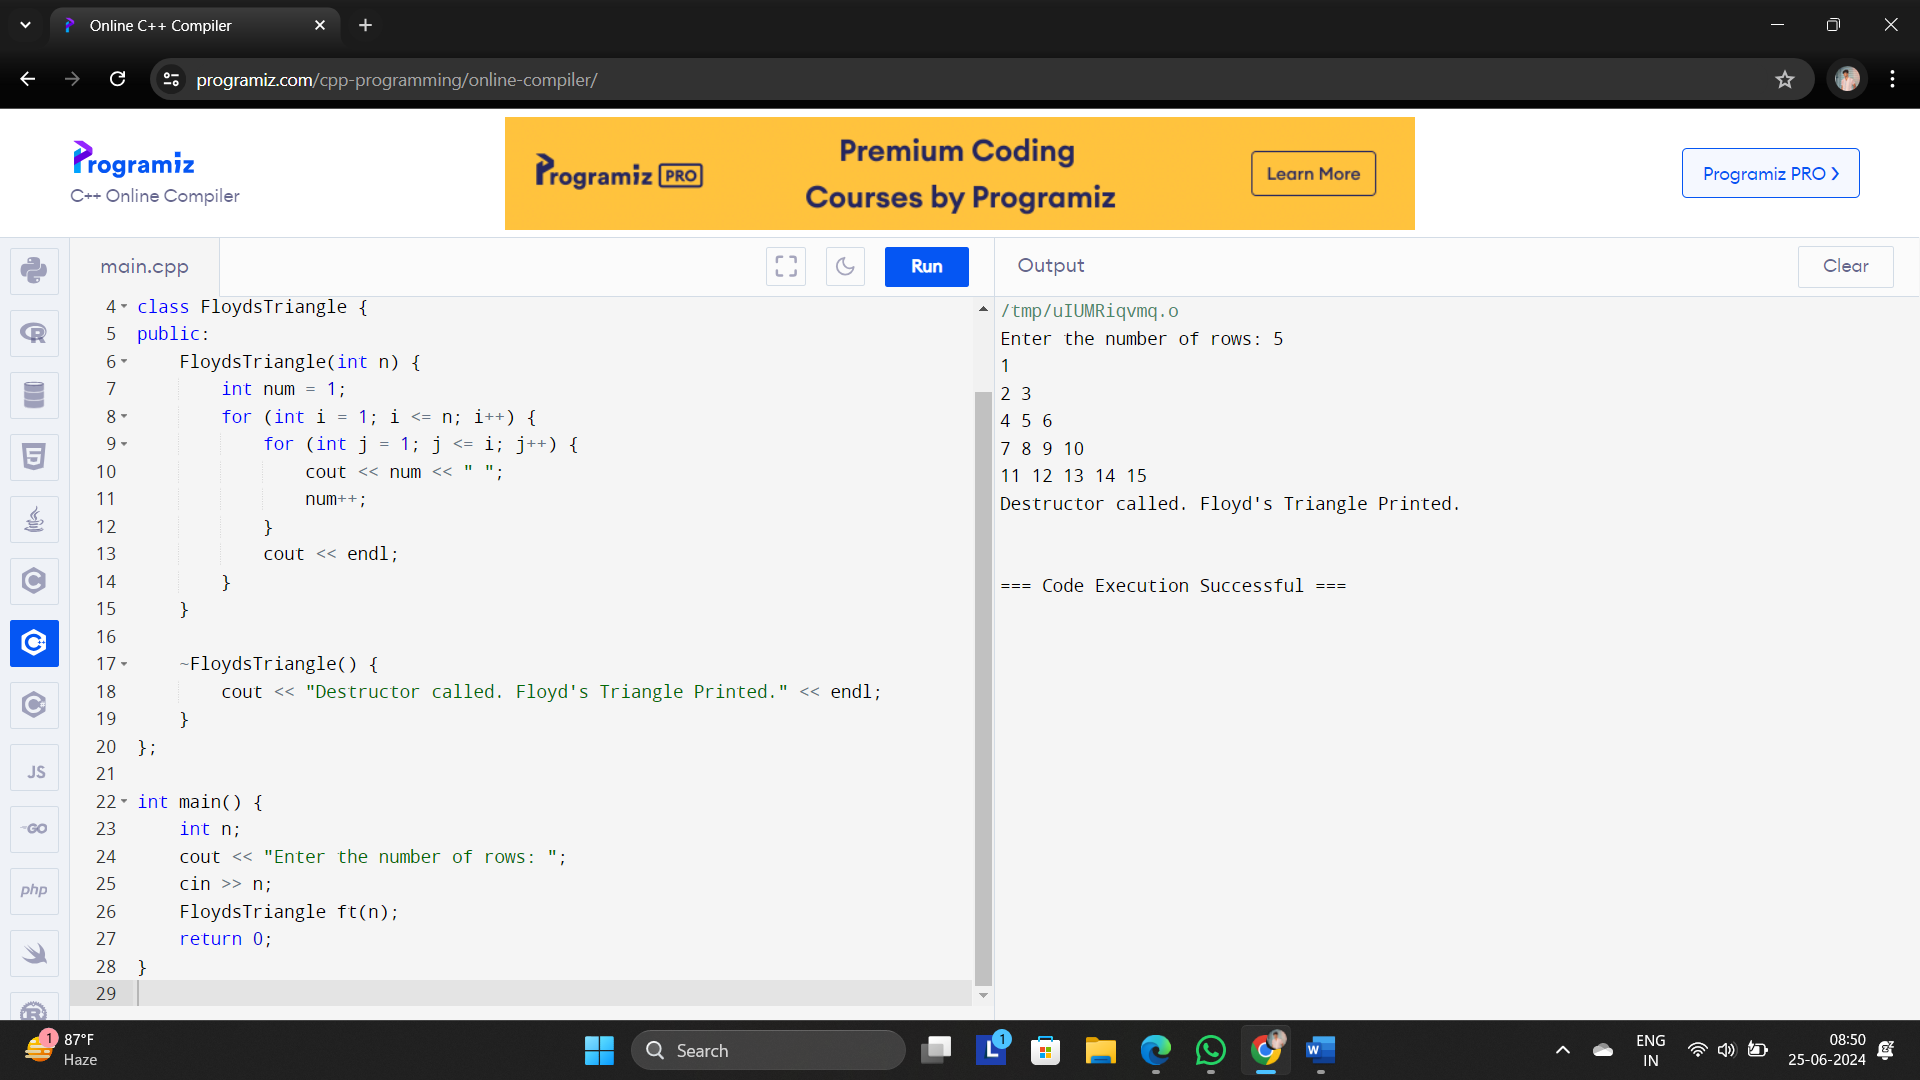 Online C++ Compiler
programiz.com/cpp-programming/online-compiler/
Programiz
C++ Online Compiler
Programiz PRO
Premium Coding
Courses by Programiz
Learn More
Programiz PRO >
main.cpp
Run
Output
Clear
4 class FloydsTriangle {
5 public:
6     FloydsTriangle(int n) {
7         int num = 1;
8         for (int i = 1; i <= n; i++) {
9             for (int j = 1; j <= i; j++) {
10                 cout << num << " ";
11                 num++;
12             }
13             cout << endl;
14         }
15     }
16
17     ~FloydsTriangle() {
18         cout << "Destructor called. Floyd's Triangle Printed." << endl;
19     }
20 };
21
22 int main() {
23     int n;
24     cout << "Enter the number of rows: ";
25     cin >> n;
26     FloydsTriangle ft(n);
27     return 0;
28 }
29
/tmp/uIUMRiqvmq.o
Enter the number of rows: 5
1
2 3
4 5 6
7 8 9 10
11 12 13 14 15
Destructor called. Floyd's Triangle Printed.
=== Code Execution Successful ===
JS
GO
php
1
87°F
Haze
Search
L
1
W
ENG
IN
08:50
25-06-2024